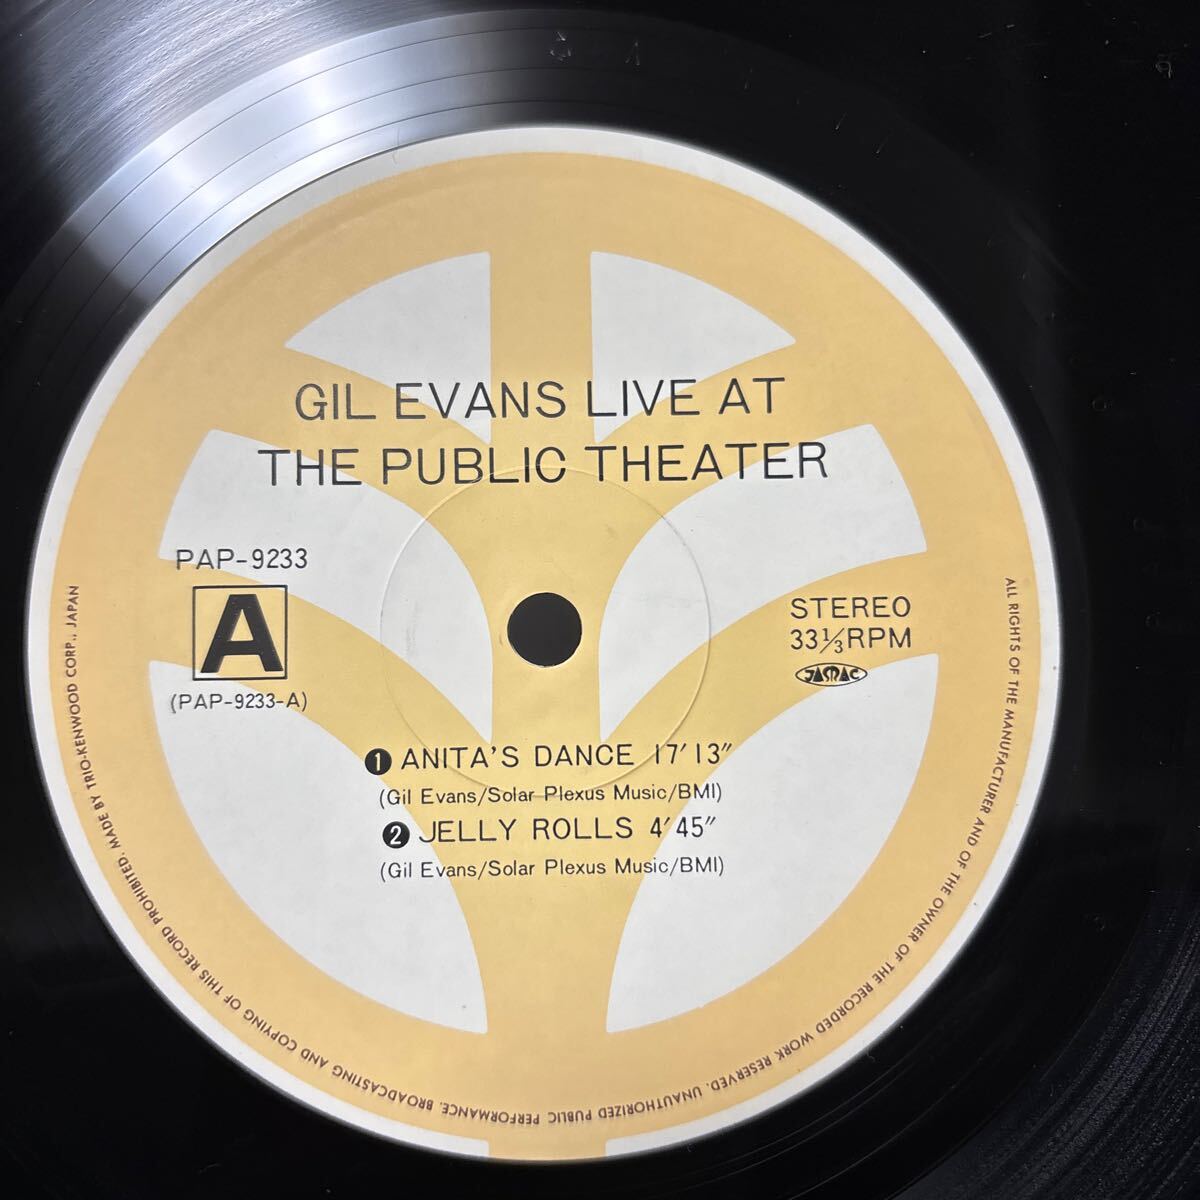 GIL EVANS LIVE AT
THE PUBLIC THEATER
PAP-9233
A
(PAP-9233-A)
STEREO
33⅓RPM
JASRAC
❶ ANITA'S DANCE 17'13"
(Gil Evans/Solar Plexus Music/BMI)
❷ JELLY ROLLS 4'45"
(Gil Evans/Solar Plexus Music/BMI)
ALL RIGHTS OF THE MANUFACTURER AND OF THE OWNER OF THE RECORDED WORK RESERVED. UNAUTHORIZED PUBLIC PERFORMANCE, BROADCASTING AND COPYING OF THIS RECORD PROHIBITED. MADE BY TRIO-KENWOOD CORP., JAPAN